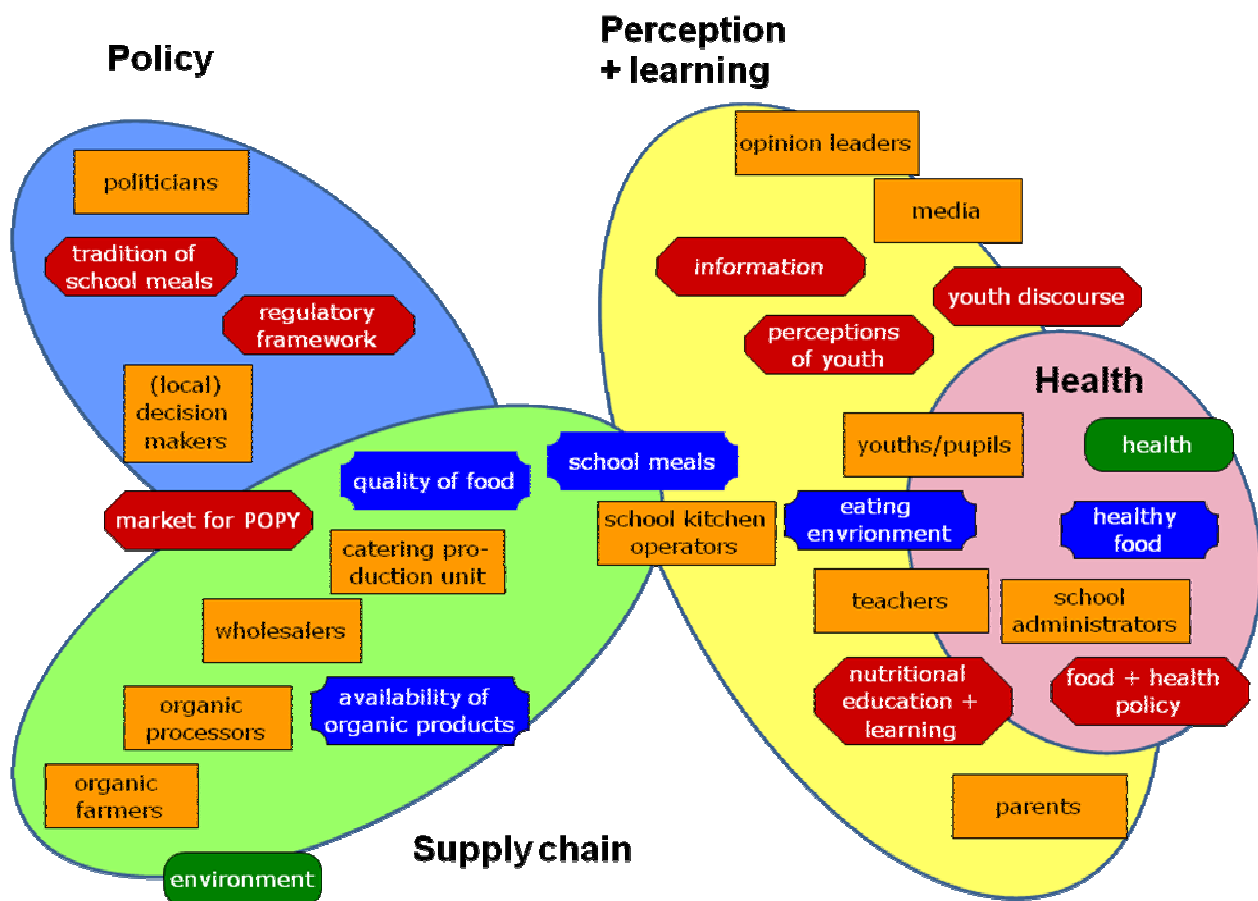 Policy
Perception
+ learning
politicians
tradition of
school meals
regulatory
framework
(local)
decision
makers
opinion leaders
media
information
youth discourse
perceptions
of youth
Health
youths/pupils
health
eating
envrionment
healthy
food
teachers
school
administrators
nutritional
education +
learning
food + health
policy
parents
school meals
school kitchen
operators
quality of food
market for POPY
catering pro-
duction unit
wholesalers
organic
processors
availability of
organic products
organic
farmers
Supply chain
environment